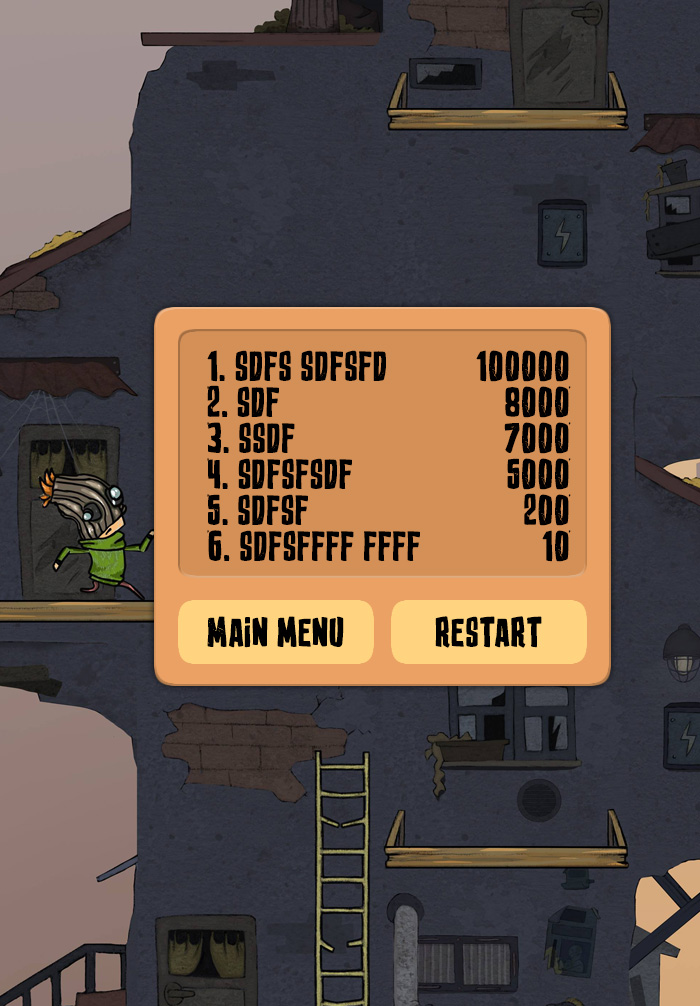 1. SDFS SDFSFD 100000
2. SDF 8000
3. SSDF 7000
4. SDFSFSDF 5000
5. SDFSF 200
6. SDFSFFFF FFFF 10
MAiN MENU RESTART